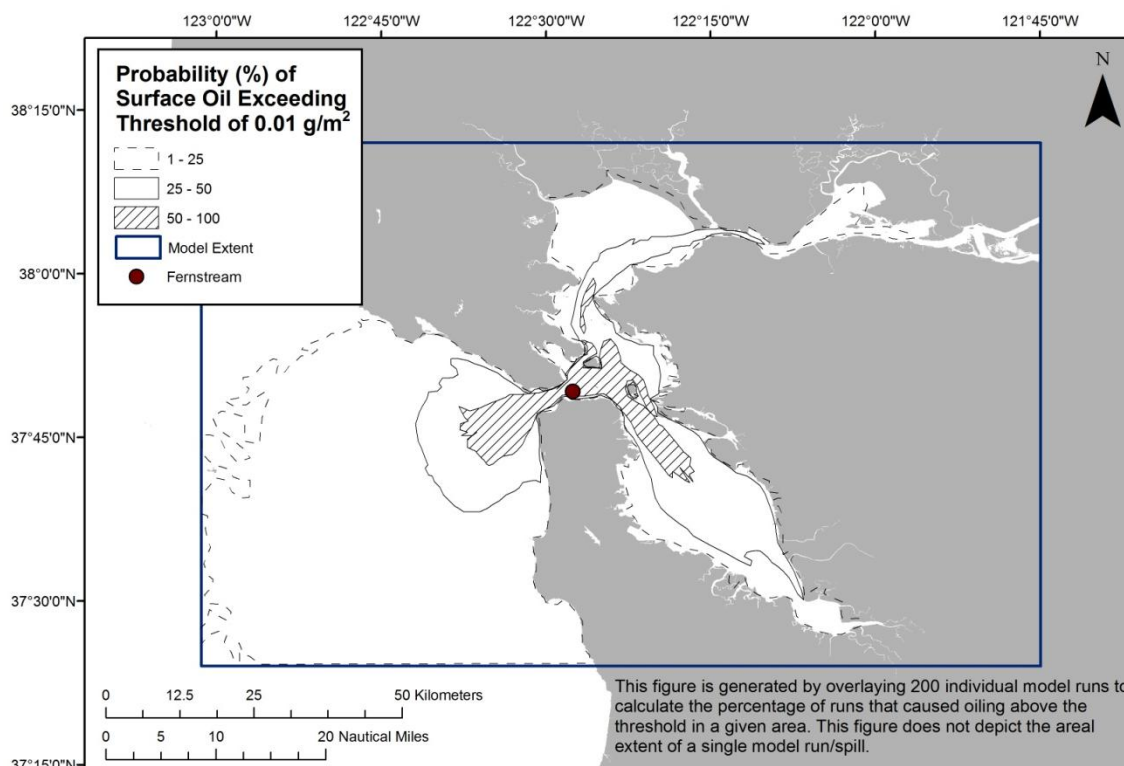 123°0'0"W 122°45'0"W 122°30'0"W 122°15'0"W 122°0'0"W 121°45'0"W
N
Probability (%) of
Surface Oil Exceeding
Threshold of 0.01 g/m²
1 - 25
25 - 50
50 - 100
Model Extent
Fernstream
38°15'0"N
38°0'0"N
37°45'0"N
37°30'0"N
37°15'0"N
0 12.5 25 50 Kilometers
0 5 10 20 Nautical Miles
This figure is generated by overlaying 200 individual model runs to
calculate the percentage of runs that caused oiling above the
threshold in a given area. This figure does not depict the areal
extent of a single model run/spill.